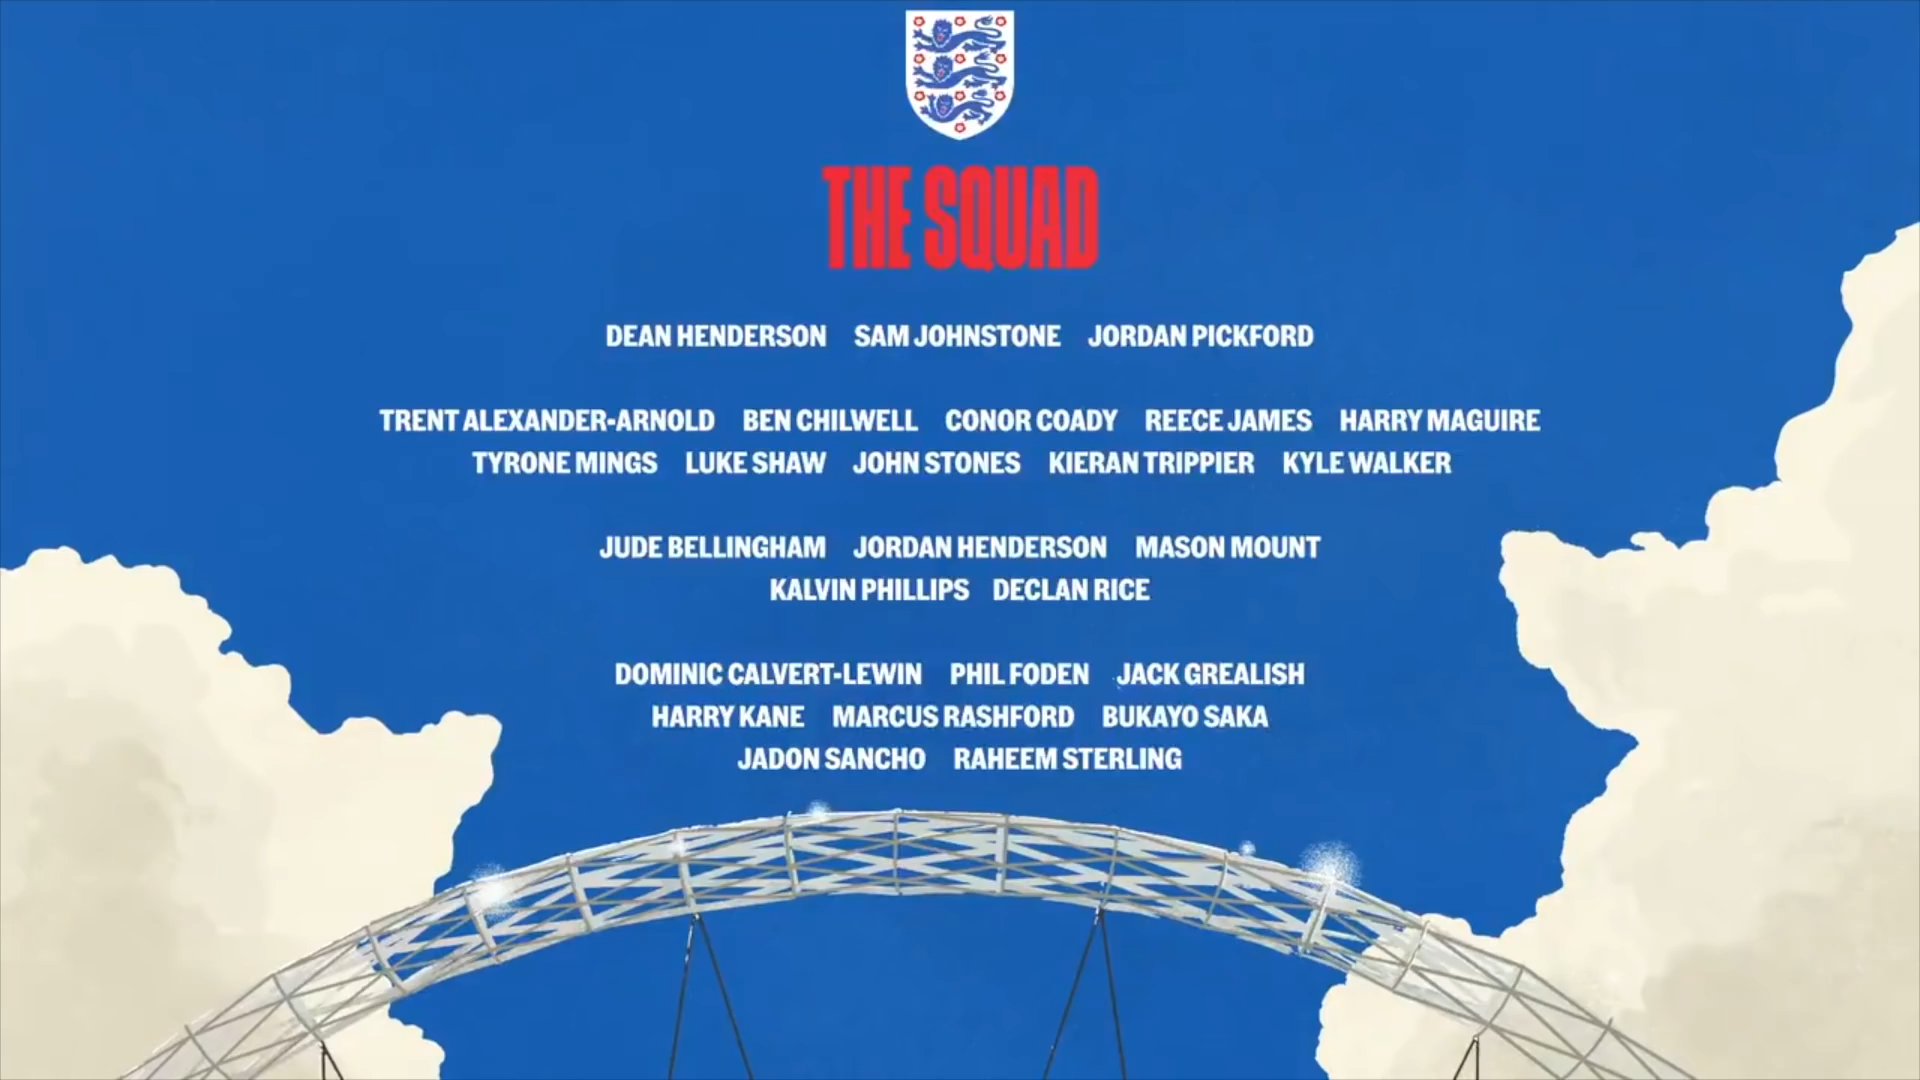 THE SQUAD
DEAN HENDERSON SAM JOHNSTONE JORDAN PICKFORD
TRENT ALEXANDER-ARNOLD BEN CHILWELL CONOR COADY REECE JAMES HARRY MAGUIRE
TYRONE MINGS LUKE SHAW JOHN STONES KIERAN TRIPPIER KYLE WALKER
JUDE BELLINGHAM JORDAN HENDERSON MASON MOUNT
KALVIN PHILLIPS DECLAN RICE
DOMINIC CALVERT-LEWIN PHIL FODEN JACK GREALISH
HARRY KANE MARCUS RASHFORD BUKAYO SAKA
JADON SANCHO RAHEEM STERLING